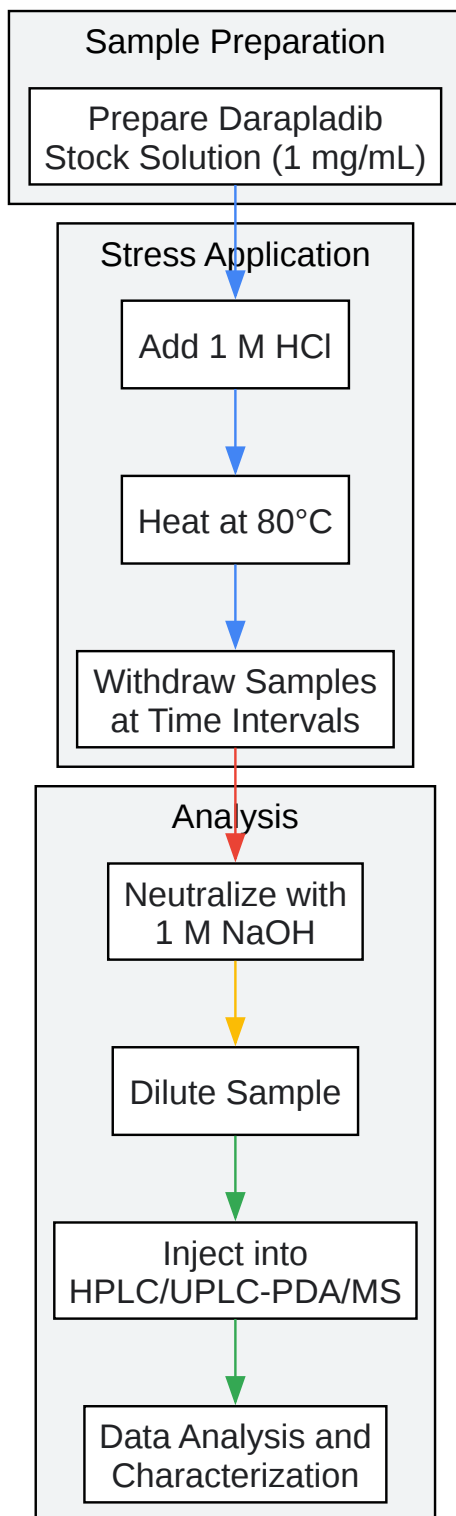 Sample Preparation
Prepare Darapladib
Stock Solution (1 mg/mL)
Stress Application
Add 1 M HCl
Heat at 80°C
Withdraw Samples
at Time Intervals
Analysis
Neutralize with
1 M NaOH
Dilute Sample
Inject into
HPLC/UPLC-PDA/MS
Data Analysis and
Characterization